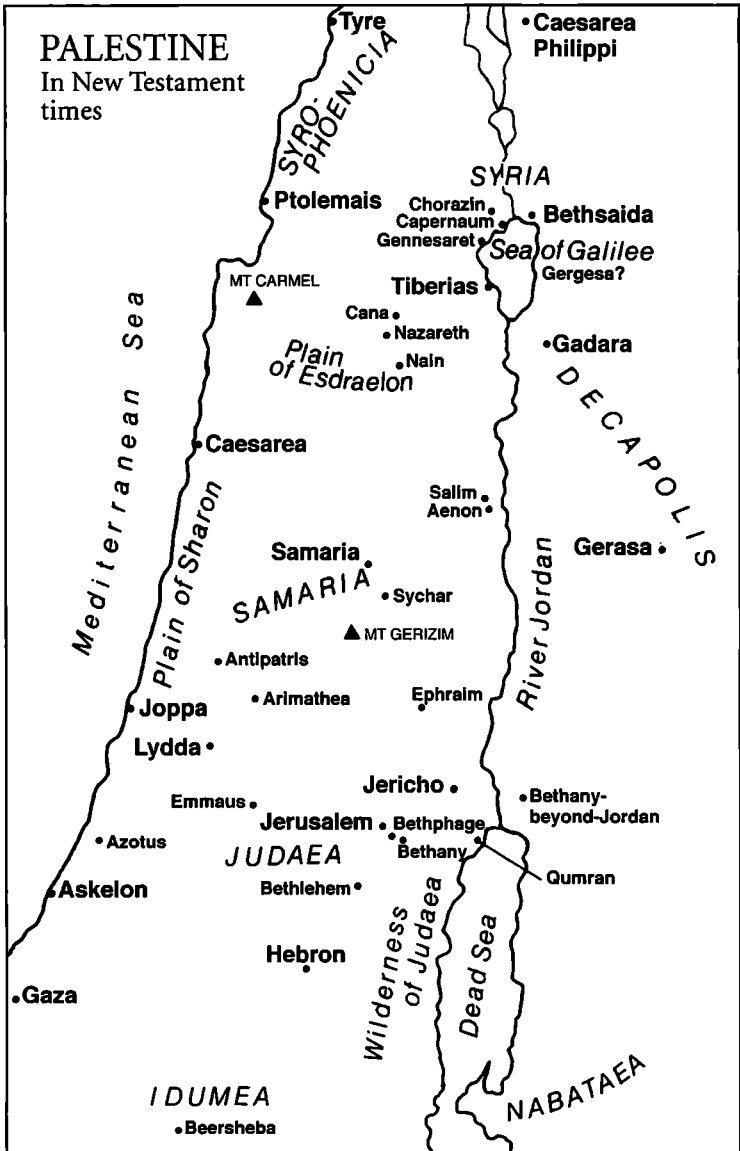 PALESTINE
In New Testament
times
Tyre
Caesarea
Philippi
SYRO-
PHOENICIA
SYRIA
Ptolemais
Chorazin
Capernaum
Bethsaida
Gennesaret
Sea of Galilee
Gergesa?
MT CARMEL
Tiberias
Cana
Nazareth
Gadara
Plain
of Esdraelon
Nain
DECAPOLIS
Mediterranean Sea
Caesarea
Plain of Sharon
Salim
Aenon
Samaria
Gerasa
SAMARIA
Sychar
River Jordan
MT GERIZIM
Antipatris
Arimathea
Ephraim
Joppa
Lydda
Jericho
Emmaus
Bethany-
beyond-Jordan
Jerusalem
Bethphage
Azotus
JUDAEA
Bethany
Qumran
Askelon
Bethlehem
Wilderness
of Judaea
Dead Sea
Hebron
Gaza
IDUMEA
NABATAEA
Beersheba